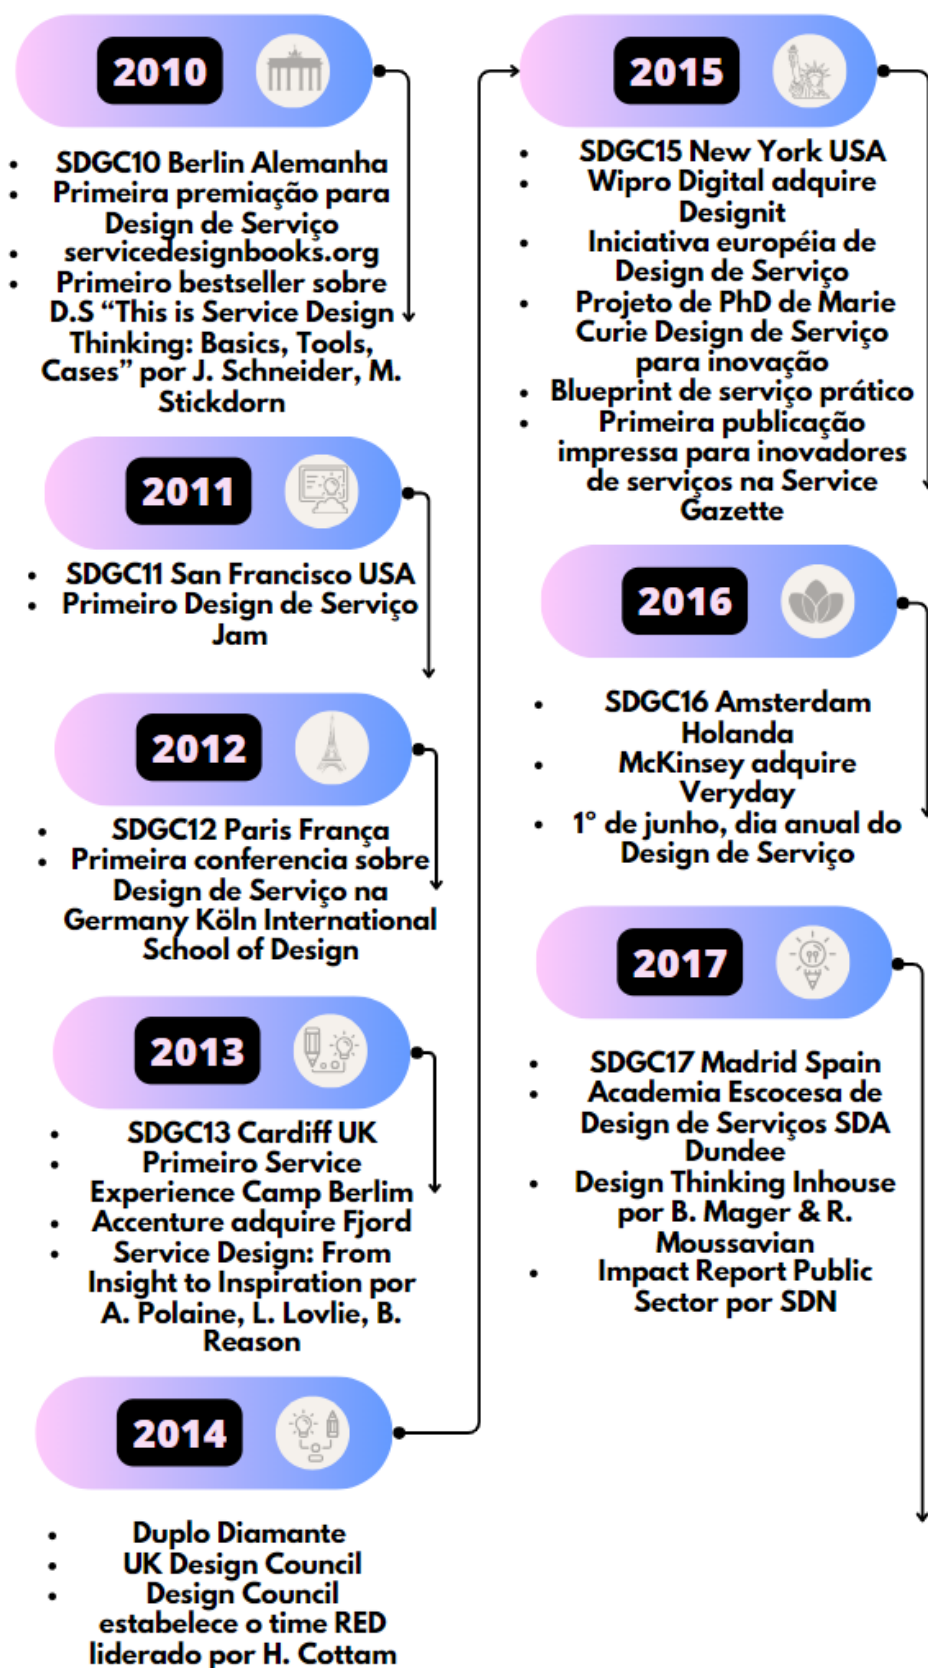 2010
• SDGC10 Berlin Alemanha
• Primeira premiação para
Design de Serviço
• servicedesignbooks.org
• Primeiro bestseller sobre
D.S “This is Service Design
Thinking: Basics, Tools,
Cases” por J. Schneider, M.
Stickdorn
2011
• SDGC11 San Francisco USA
• Primeiro Design de Serviço
Jam
2012
• SDGC12 Paris França
• Primeira conferencia sobre
Design de Serviço na
Germany Köln International
School of Design
2013
• SDGC13 Cardiff UK
• Primeiro Service
Experience Camp Berlim
• Accenture adquire Fjord
• Service Design: From
Insight to Inspiration por
A. Polaine, L. Lovlie, B.
Reason
2014
• Duplo Diamante
• UK Design Council
• Design Council
estabelece o time RED
liderado por H. Cottam
2015
• SDGC15 New York USA
• Wipro Digital adquire
Designit
• Iniciativa européia de
Design de Serviço
• Projeto de PhD de Marie
Curie Design de Serviço
para inovação
• Blueprint de serviço prático
• Primeira publicação
impressa para inovadores
de serviços na Service
Gazette
2016
• SDGC16 Amsterdam
Holanda
• McKinsey adquire
Veryday
• 1º de junho, dia anual do
Design de Serviço
2017
• SDGC17 Madrid Spain
• Academia Escocesa de
Design de Serviços SDA
Dundee
• Design Thinking Inhouse
por B. Mager & R.
Moussavian
• Impact Report Public
Sector por SDN